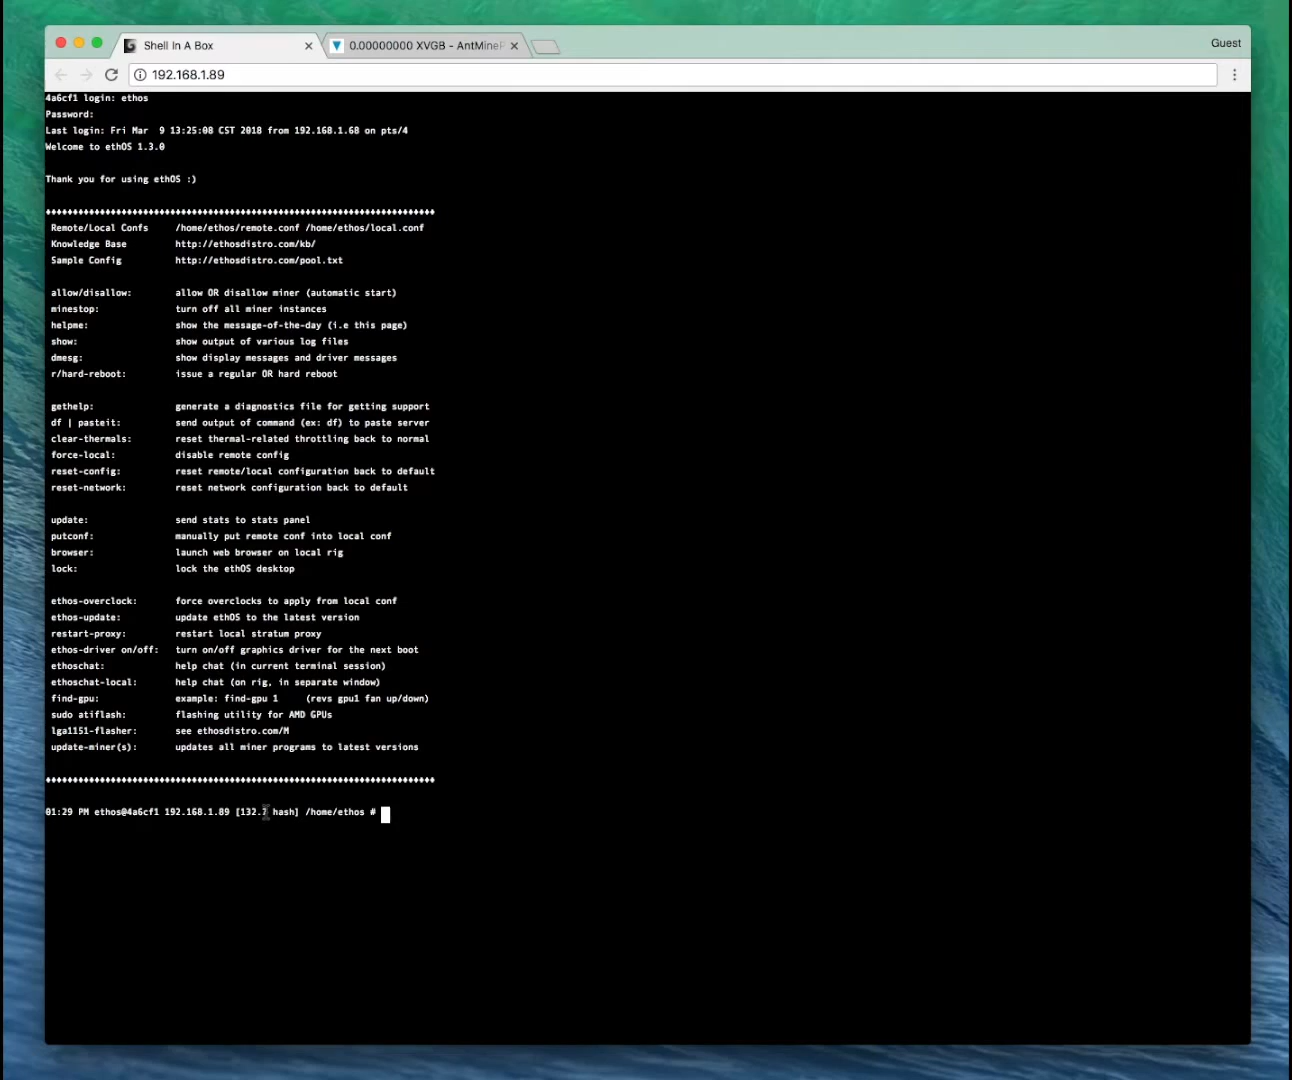 Shell In A Box
0.00000000 XVGB - AntMineP
Guest
192.168.1.89
4a6cf1 login: ethos
Password:
Last login: Fri Mar 9 13:25:08 CST 2018 from 192.168.1.68 on pts/4
Welcome to ethOS 1.3.0
Thank you for using ethOS :)
Remote/Local Confs /home/ethos/remote.conf /home/ethos/local.conf
Knowledge Base http://ethosdistro.com/kb/
Sample Config http://ethosdistro.com/pool.txt
allow/disallow: allow OR disallow miner (automatic start)
minestop: turn off all miner instances
helpme: show the message-of-the-day (i.e this page)
show: show output of various log files
dmesg: show display messages and driver messages
r/hard-reboot: issue a regular OR hard reboot
gethelp: generate a diagnostics file for getting support
df | pasteit: send output of command (ex: df) to paste server
clear-thermals: reset thermal-related throttling back to normal
force-local: disable remote config
reset-config: reset remote/local configuration back to default
reset-network: reset network configuration back to default
update: send stats to stats panel
putconf: manually put remote conf into local conf
browser: launch web browser on local rig
lock: lock the ethOS desktop
ethos-overclock: force overclocks to apply from local conf
ethos-update: update ethOS to the latest version
restart-proxy: restart local stratum proxy
ethos-driver on/off: turn on/off graphics driver for the next boot
ethoschat: help chat (in current terminal session)
ethoschat-local: help chat (on rig, in separate window)
find-gpu: example: find-gpu 1 (revs gpu1 fan up/down)
sudo atiflash: flashing utility for AMD GPUs
lga1151-flasher: see ethosdistro.com/M
update-miner(s): updates all miner programs to latest versions
01:29 PM ethos@4a6cf1 192.168.1.89 hash] /home/ethos #